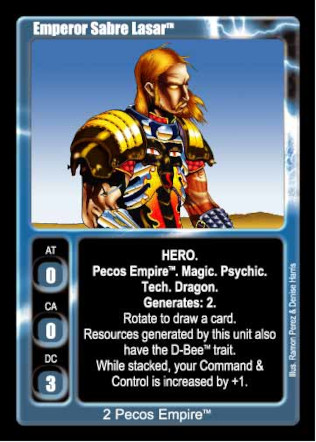 Emperor Sabre Lasar™
AT
0
CA
0
DC
3
HERO.
Pecos Empire™. Magic. Psychic.
Tech. Dragon.
Generates: 2.
Rotate to draw a card.
Resources generated by this unit also
have the D-Bee™ trait.
While stacked, your Command &
Control is increased by +1.
Illus. Ramon Perez & Denise Harris
2 Pecos Empire™